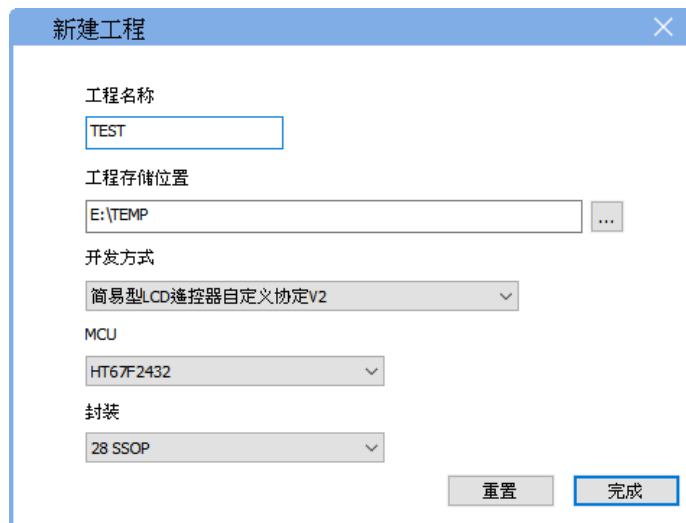 新建工程
工程名称
TEST
工程存储位置
E:\TEMP
...
开发方式
简易型LCD遙控器自定义协定V2
MCU
HT67F2432
封装
28 SSOP
重置
完成